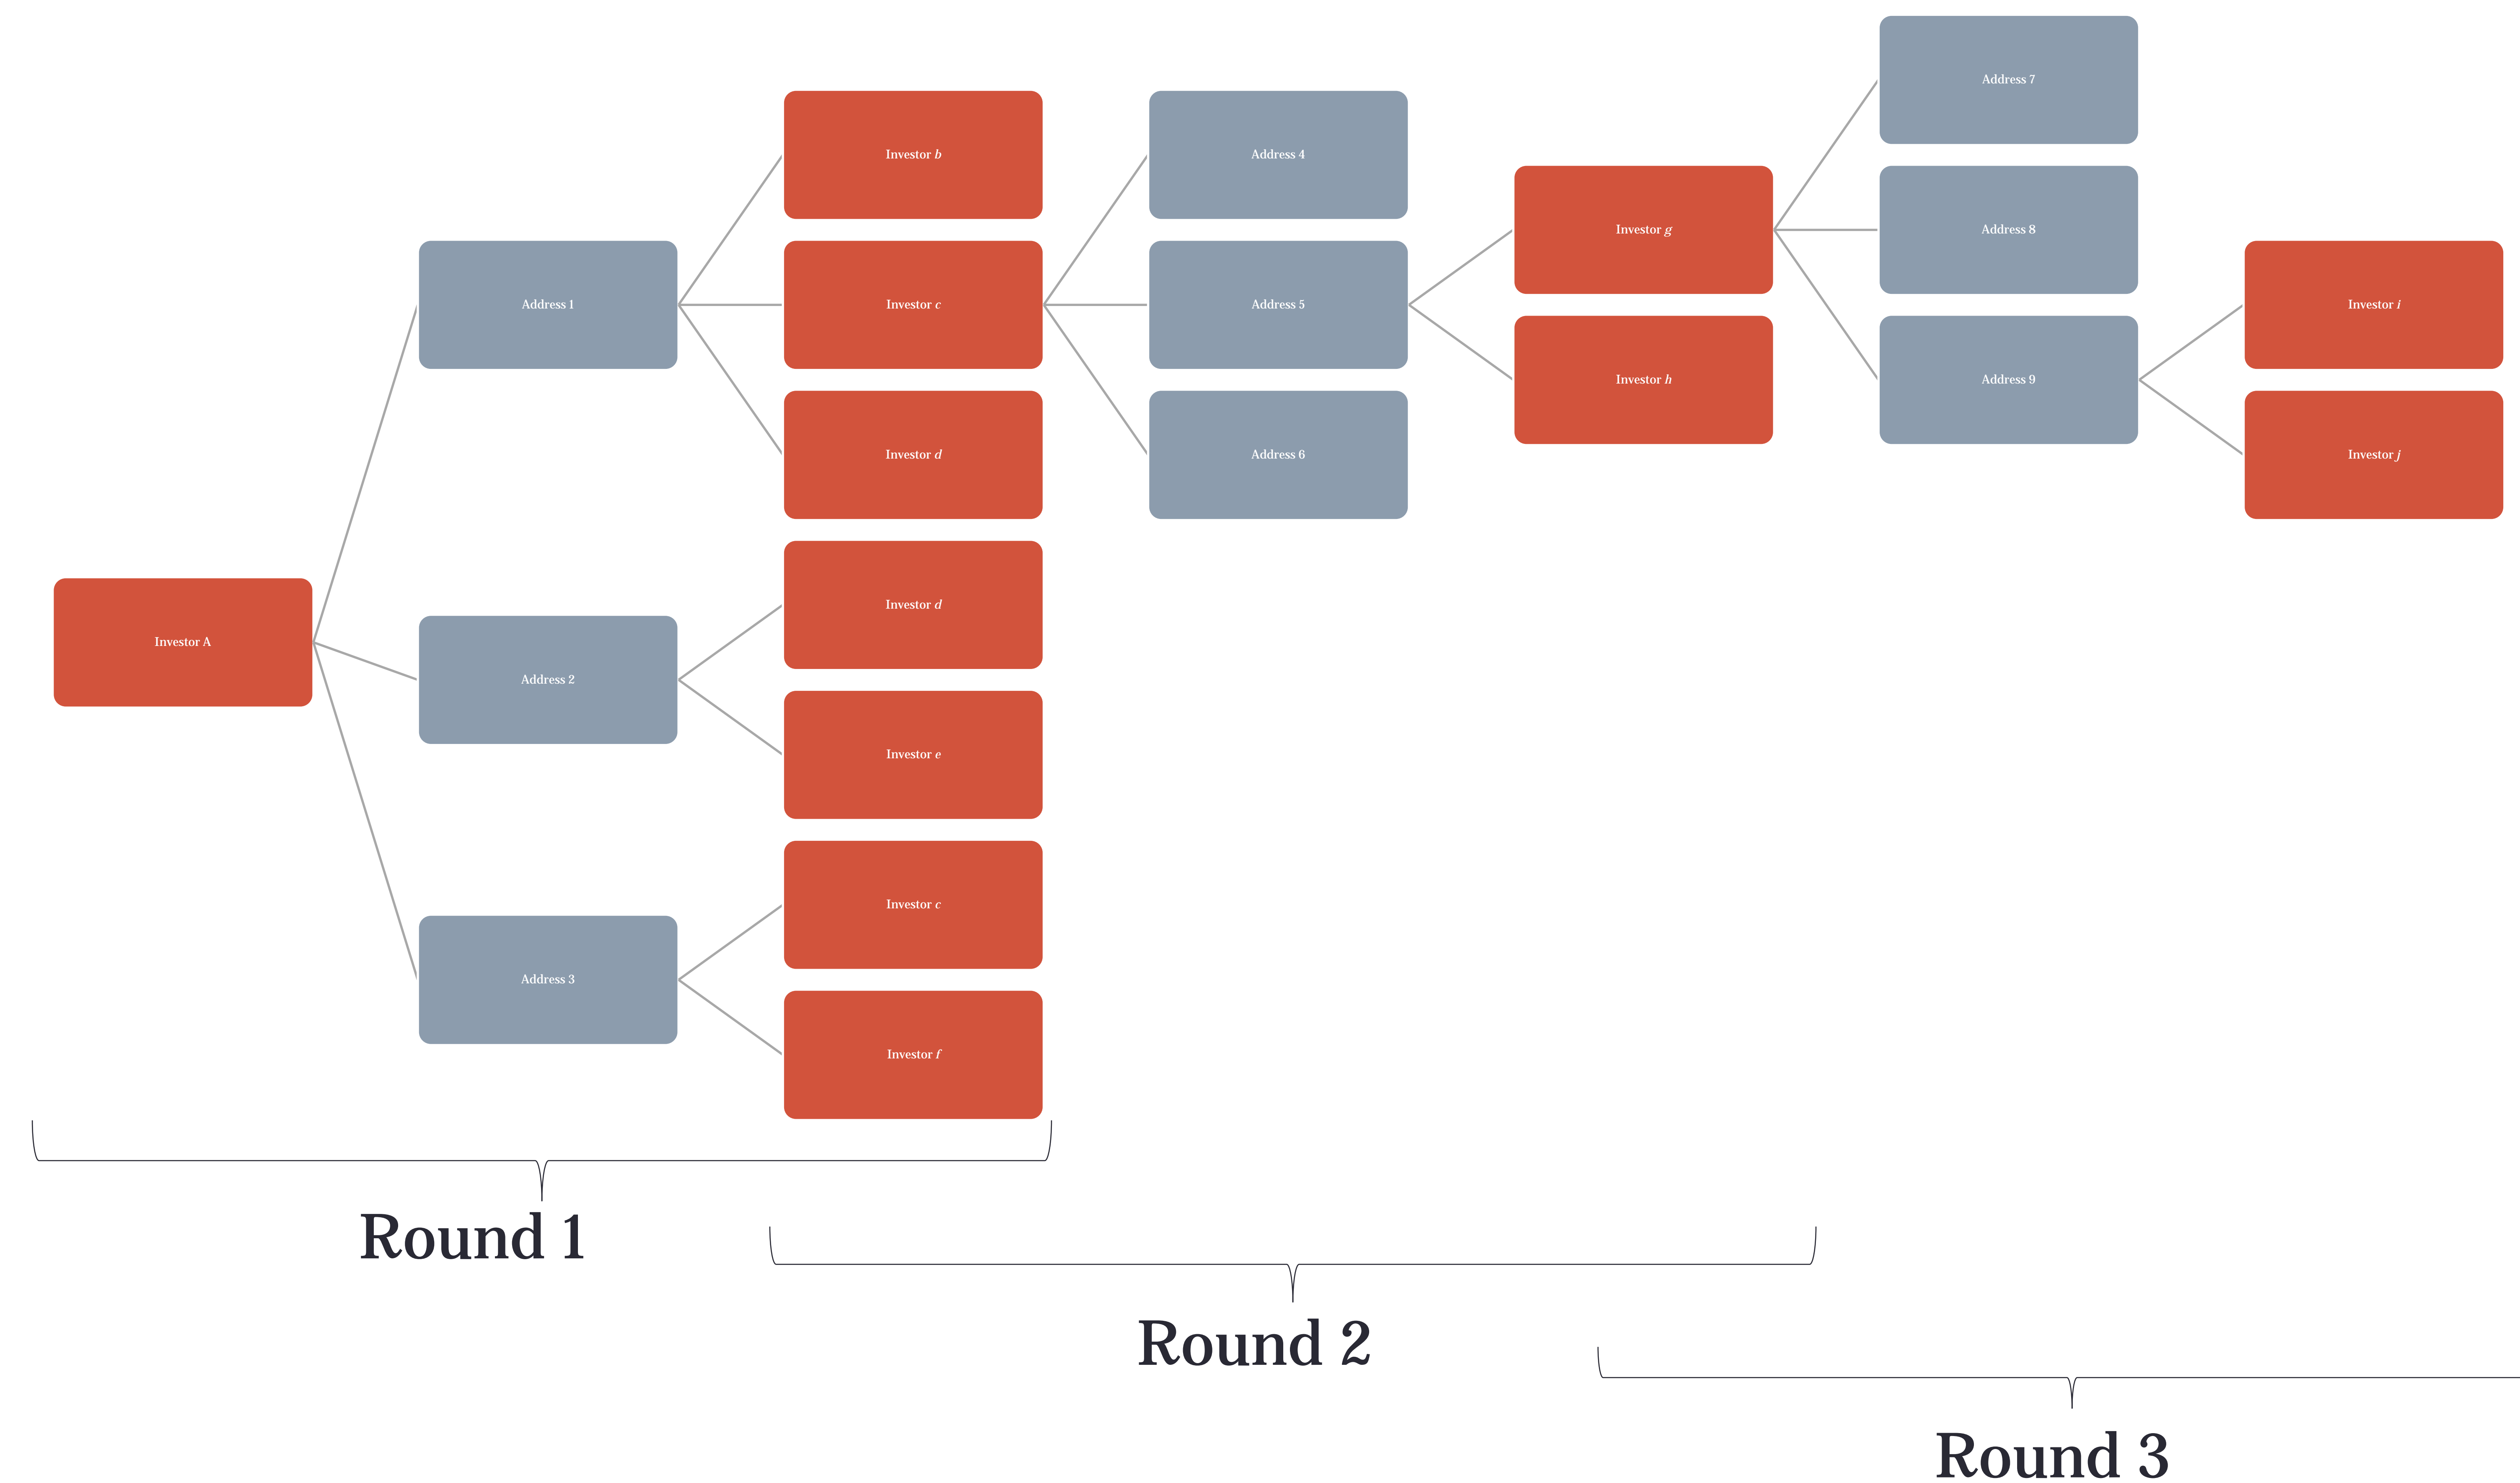 Investor A
Address 1
Address 2
Address 3
Investor b
Investor c
Investor d
Investor d
Investor e
Investor c
Investor f
Address 4
Address 5
Address 6
Investor g
Investor h
Address 7
Address 8
Address 9
Investor i
Investor j
Round 1
Round 2
Round 3